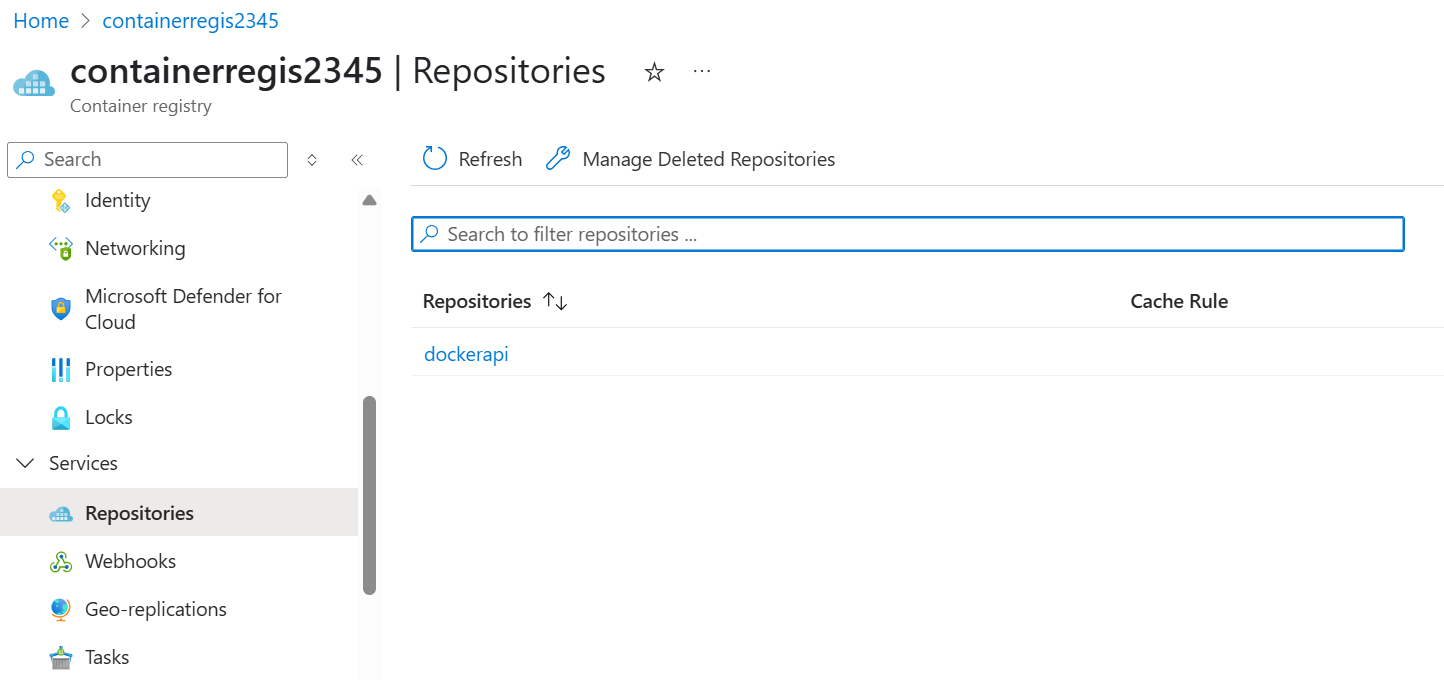 Home > containerregis2345
containerregis2345 | Repositories ☆ ...
Container registry
Search
Identity
Networking
Microsoft Defender for
Cloud
Properties
Locks
Services
Repositories
Webhooks
Geo-replications
Tasks
Refresh Manage Deleted Repositories
Search to filter repositories ...
Repositories ↑↓ Cache Rule
dockerapi